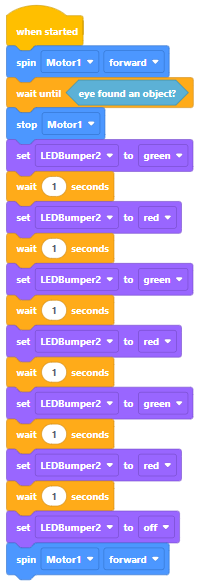 when started
spin Motor1 forward
wait until eye found an object?
stop Motor1
set LEDBumper2 to green
wait 1 seconds
set LEDBumper2 to red
wait 1 seconds
set LEDBumper2 to green
wait 1 seconds
set LEDBumper2 to red
wait 1 seconds
set LEDBumper2 to green
wait 1 seconds
set LEDBumper2 to red
wait 1 seconds
set LEDBumper2 to off
spin Motor1 forward